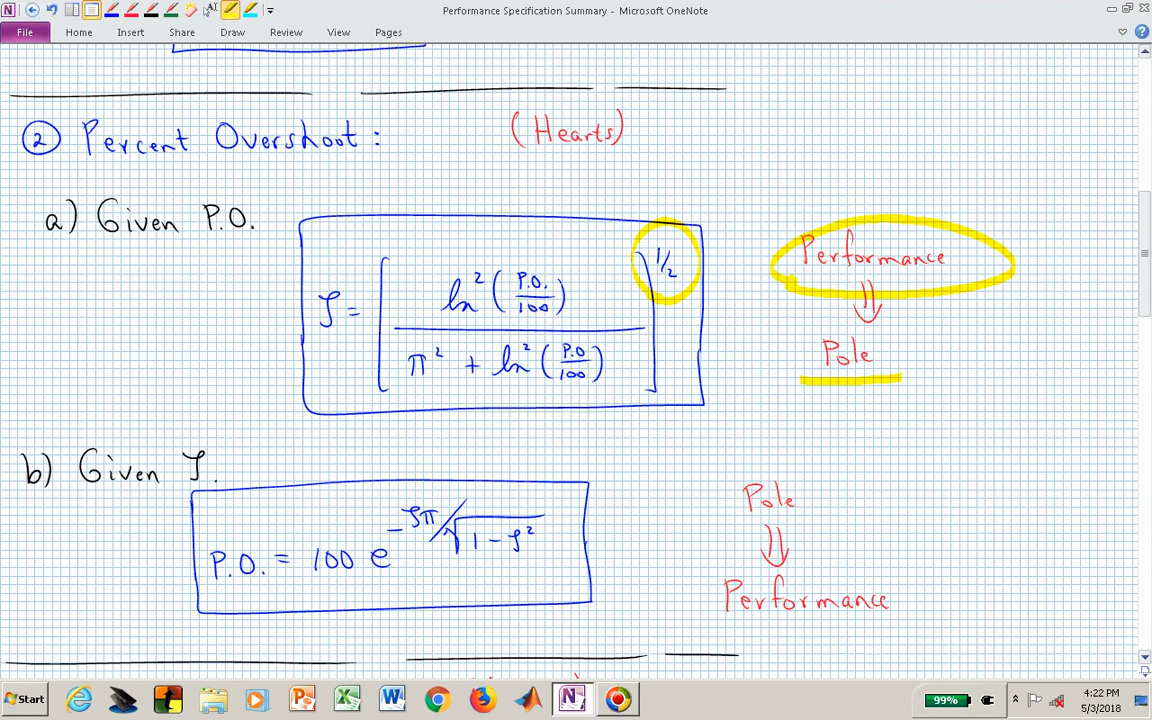 Performance Specification Summary - Microsoft OneNote
File Home Insert Share Draw Review View Pages
② Percent Overshoot : (Hearts)
a) Given P.O.
ζ = [ ln² (P.O./100) / π² + ln² (P.O/100) ]^1/2
Performance
⇓
Pole
b) Given ζ.
P.O. = 100 e^-ζπ/√1-ζ²
Pole
⇓
Performance
Start
99%
4:22 PM
5/3/2018